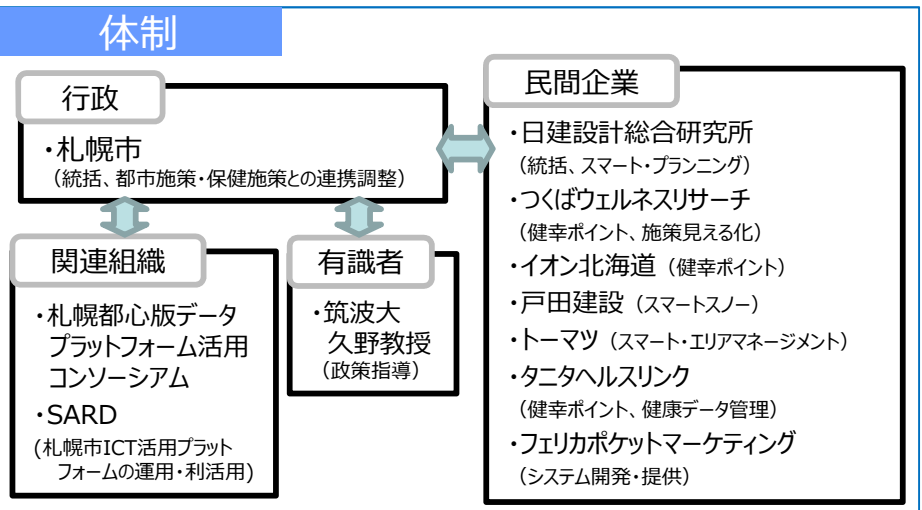 体制
行政
・札幌市
（統括、都市施策・保健施策との連携調整）
関連組織
・札幌都心版データ
プラットフォーム活用
コンソーシアム
・SARD
(札幌市ICT活用プラット
フォームの運用・利活用)
有識者
・筑波大
久野教授
（政策指導）
民間企業
・日建設計総合研究所
（統括、スマート・プランニング）
・つくばウェルネスリサーチ
（健幸ポイント、施策見える化）
・イオン北海道（健幸ポイント）
・戸田建設（スマートスノー）
・トーマツ（スマート・エリアマネージメント）
・タニタヘルスリンク
（健幸ポイント、健康データ管理）
・フェリカポケットマーケティング
（システム開発・提供）